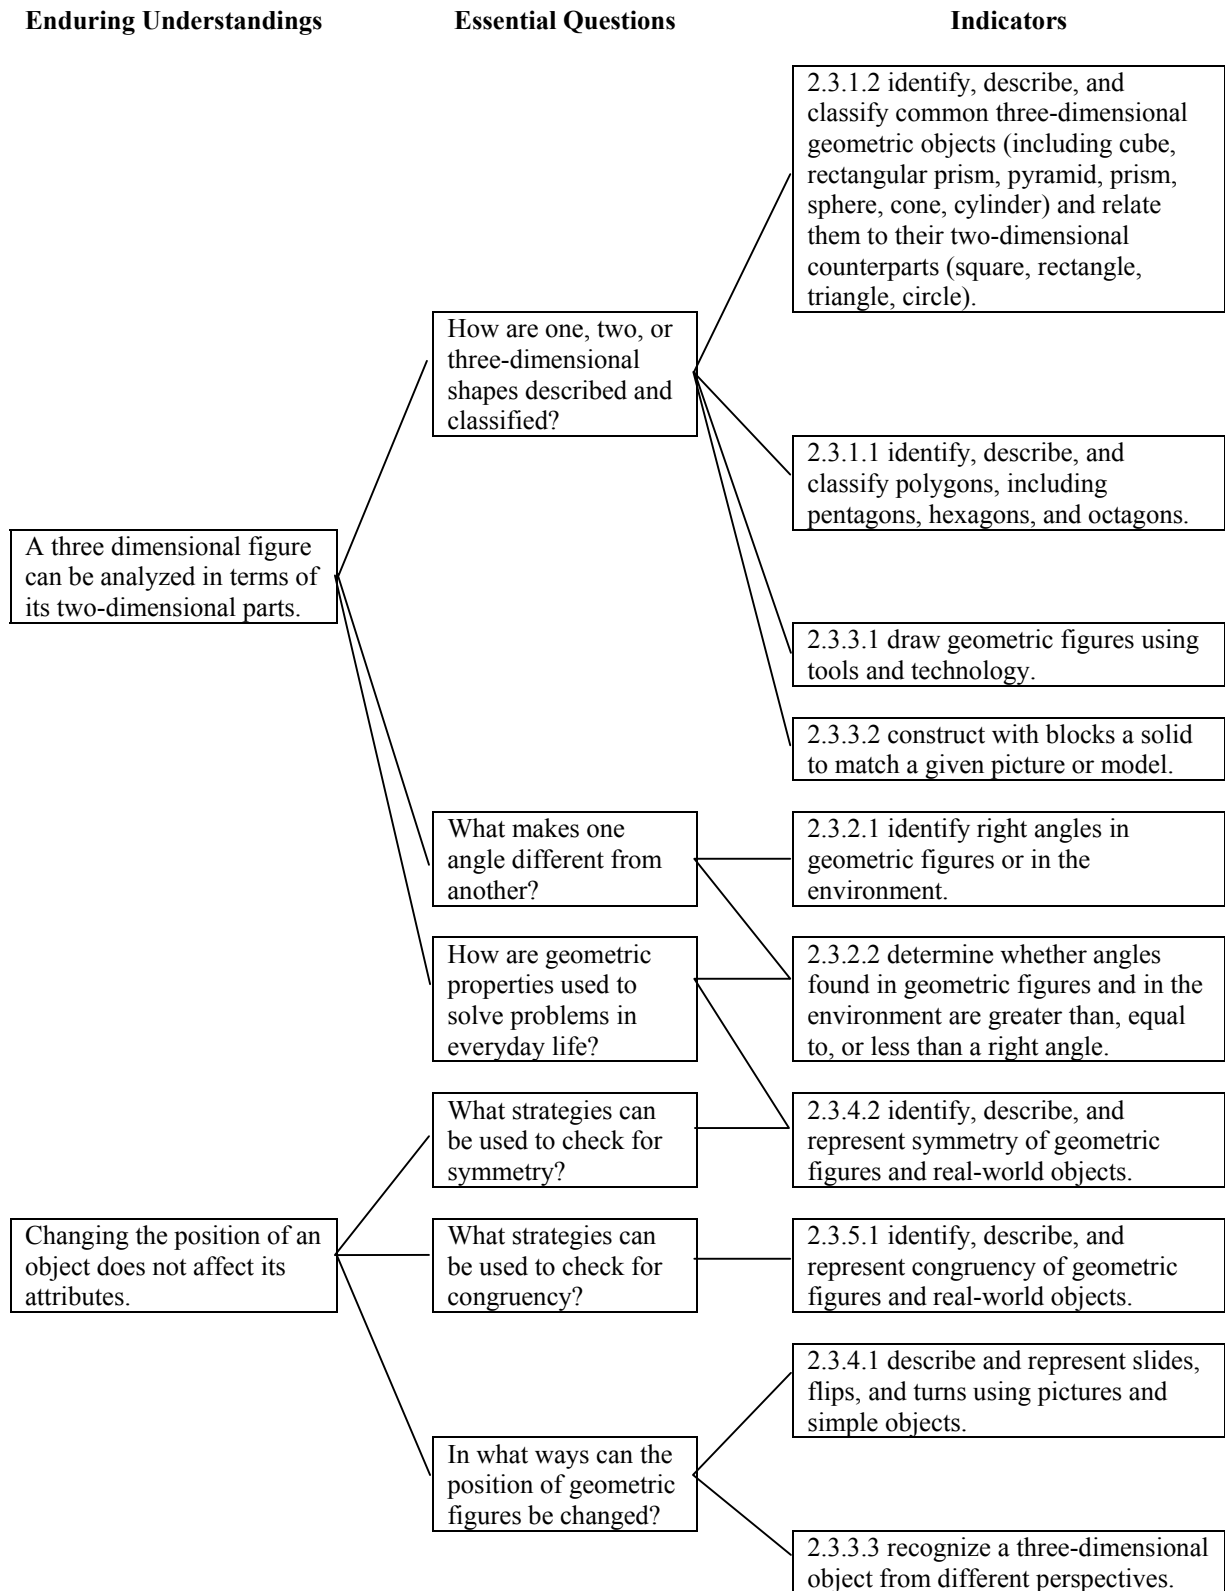 Enduring Understandings
Essential Questions
Indicators
2.3.1.2 identify, describe, and
classify common three-dimensional
geometric objects (including cube,
rectangular prism, pyramid, prism,
sphere, cone, cylinder) and relate
them to their two-dimensional
counterparts (square, rectangle,
triangle, circle).
How are one, two, or
three-dimensional
shapes described and
classified?
2.3.1.1 identify, describe, and
classify polygons, including
pentagons, hexagons, and octagons.
A three dimensional figure
can be analyzed in terms of
its two-dimensional parts.
2.3.3.1 draw geometric figures using
tools and technology.
2.3.3.2 construct with blocks a solid
to match a given picture or model.
What makes one
angle different from
another?
2.3.2.1 identify right angles in
geometric figures or in the
environment.
How are geometric
properties used to
solve problems in
everyday life?
2.3.2.2 determine whether angles
found in geometric figures and in the
environment are greater than, equal
to, or less than a right angle.
What strategies can
be used to check for
symmetry?
2.3.4.2 identify, describe, and
represent symmetry of geometric
figures and real-world objects.
Changing the position of an
object does not affect its
attributes.
What strategies can
be used to check for
congruency?
2.3.5.1 identify, describe, and
represent congruency of geometric
figures and real-world objects.
2.3.4.1 describe and represent slides,
flips, and turns using pictures and
simple objects.
In what ways can the
position of geometric
figures be changed?
2.3.3.3 recognize a three-dimensional
object from different perspectives.